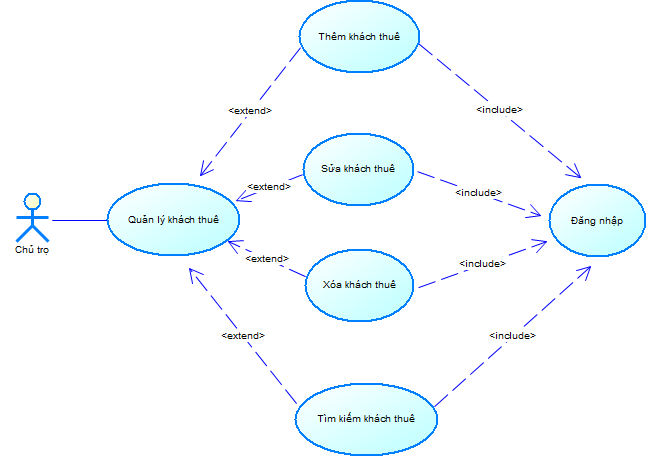 Thêm khách thuê
<extend>
<include>
Sửa khách thuê
<extend>
<include>
Quản lý khách thuê
Đăng nhập
Chủ trọ
<extend>
<include>
Xóa khách thuê
<extend>
<include>
Tìm kiếm khách thuê